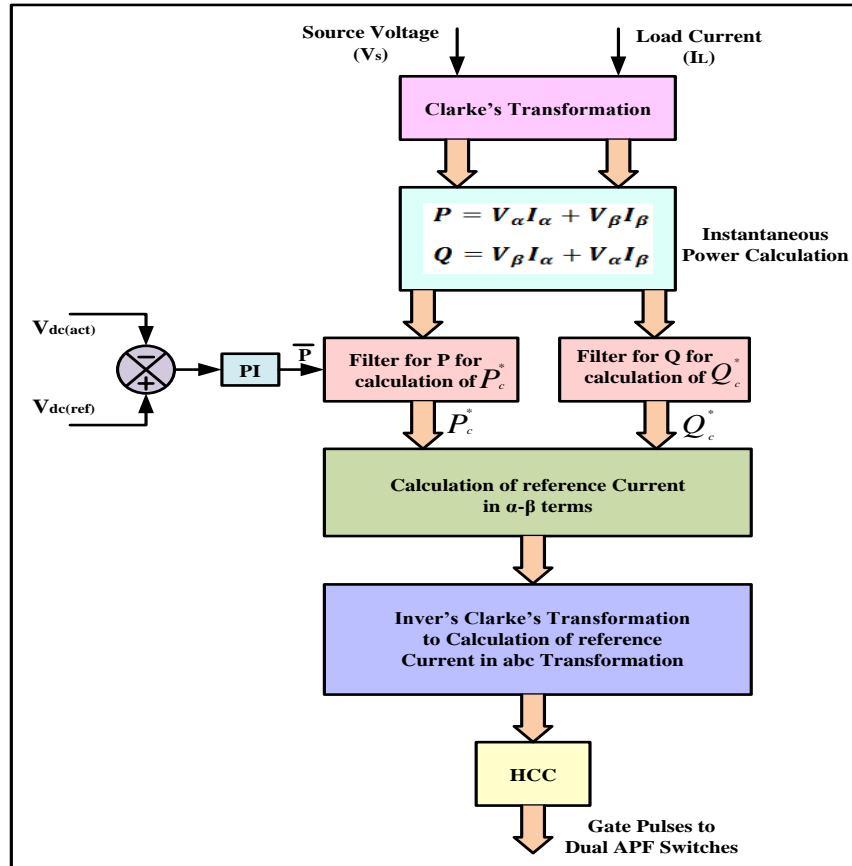 Source Voltage
(Vs)
Load Current
(IL)
Clarke's Transformation
P = VαIα + VβIβ
Q = VβIα + VαIβ
Instantaneous
Power Calculation
Vdc(act)
−
+
Vdc(ref)
PI
P̅
Filter for P for
calculation of P*c
Filter for Q for
calculation of Q*c
P*c
Q*c
Calculation of reference Current
in α-β terms
Inver's Clarke's Transformation
to Calculation of reference
Current in abc Transformation
HCC
Gate Pulses to
Dual APF Switches